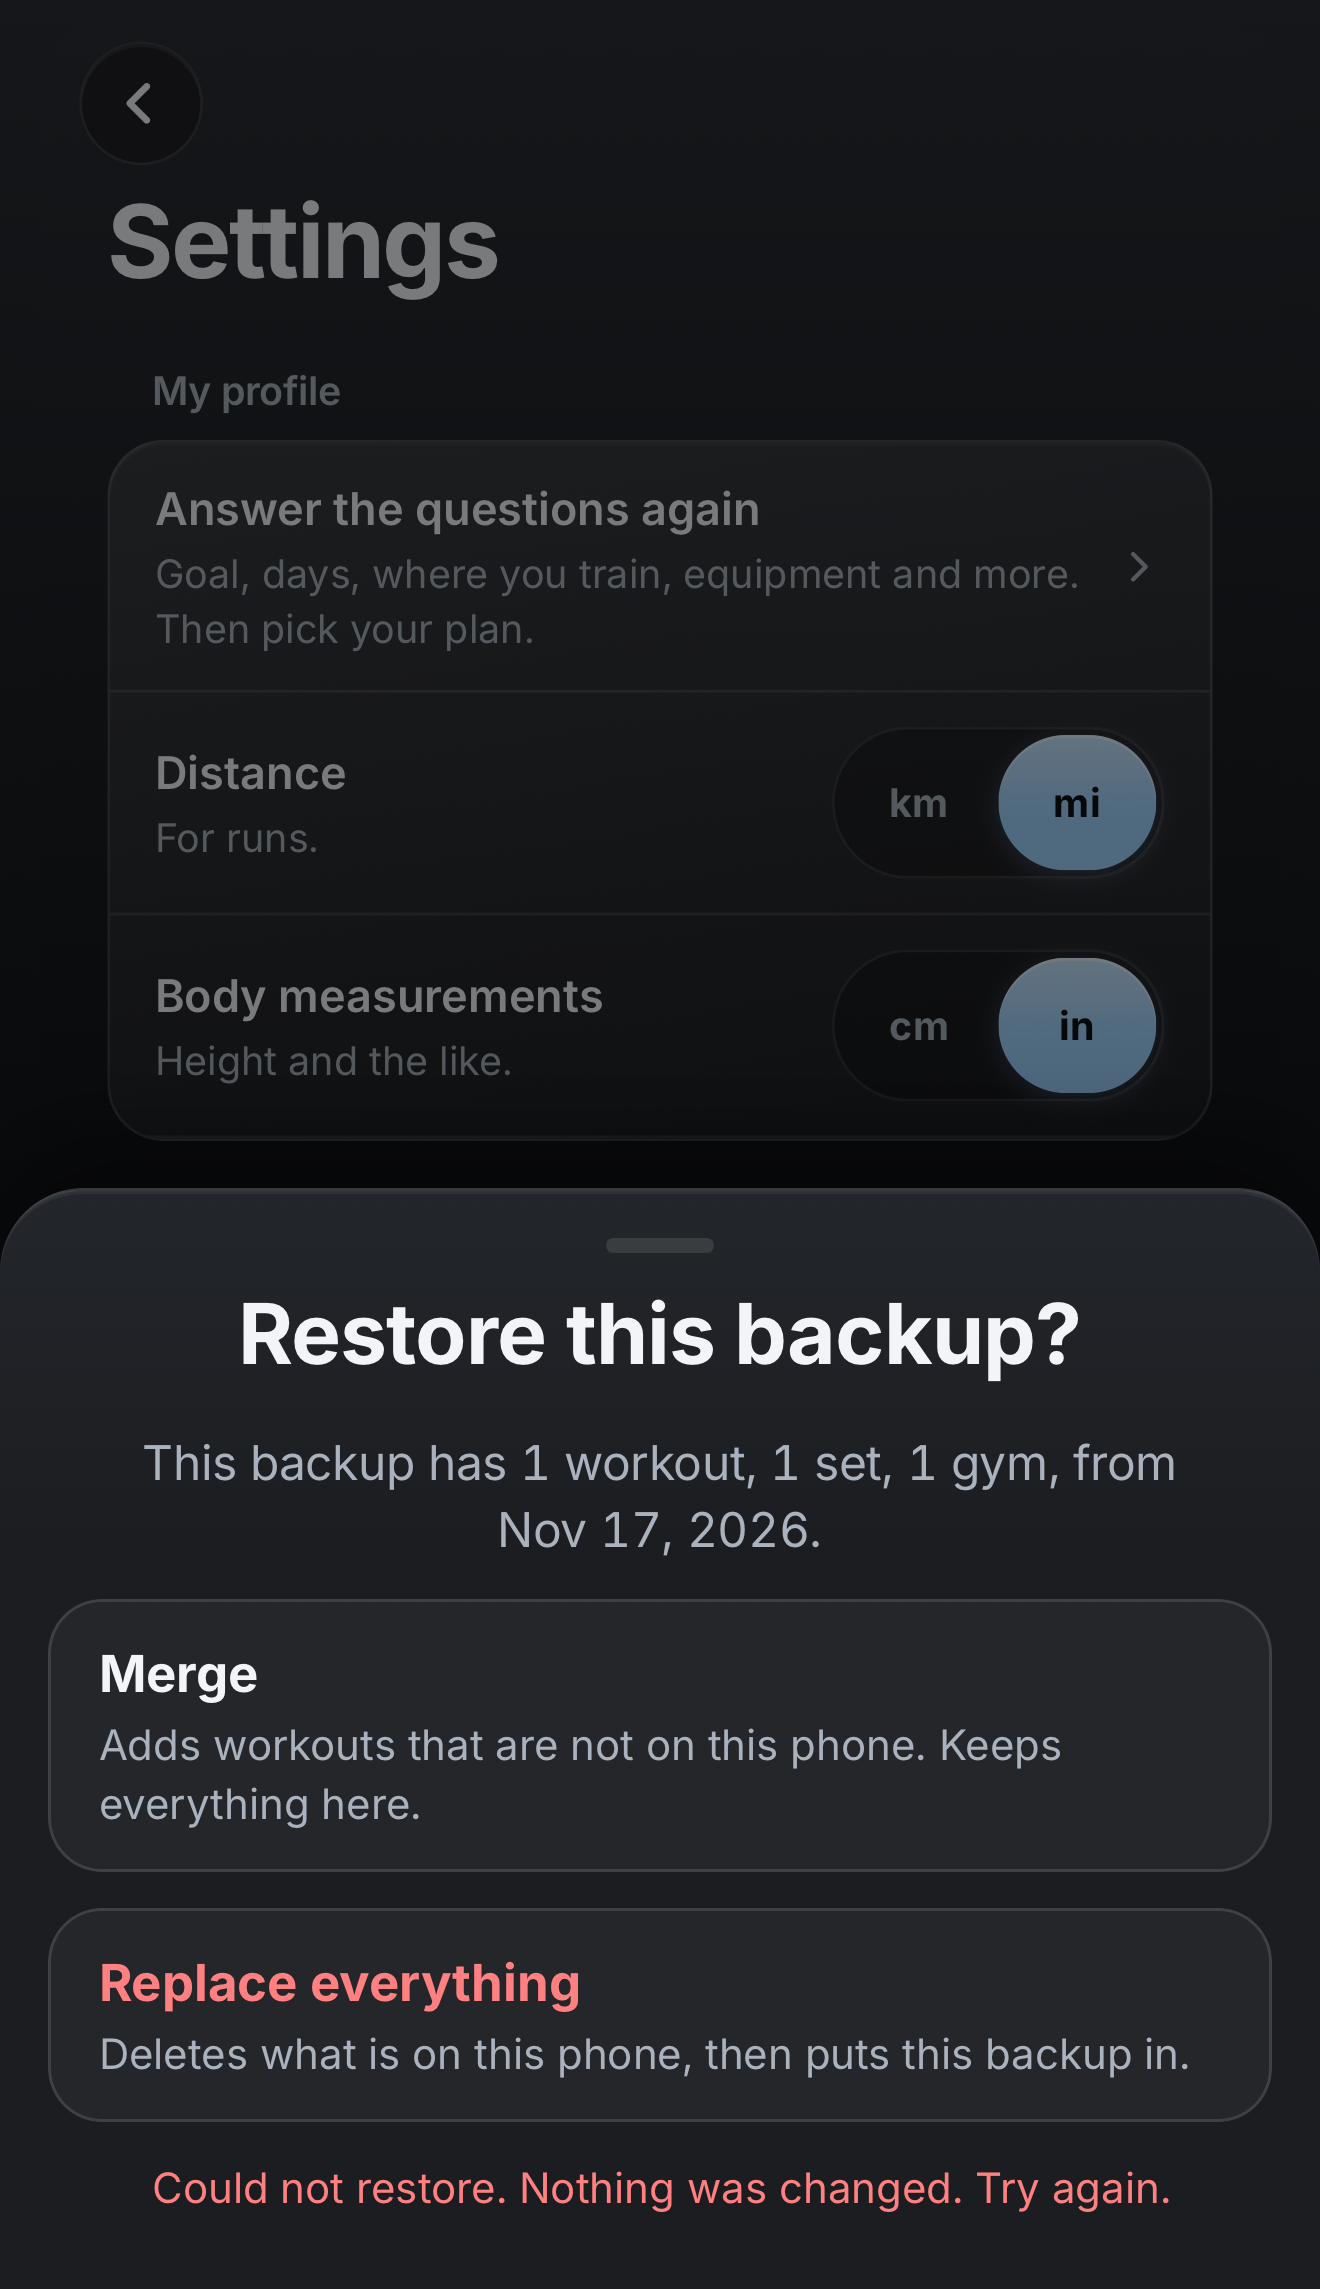 Settings
My profile
Answer the questions again
Goal, days, where you train, equipment and more.
Then pick your plan.
Distance
For runs.
km
mi
Body measurements
Height and the like.
cm
in
Restore this backup?
This backup has 1 workout, 1 set, 1 gym, from
Nov 17, 2026.
Merge
Adds workouts that are not on this phone. Keeps
everything here.
Replace everything
Deletes what is on this phone, then puts this backup in.
Could not restore. Nothing was changed. Try again.